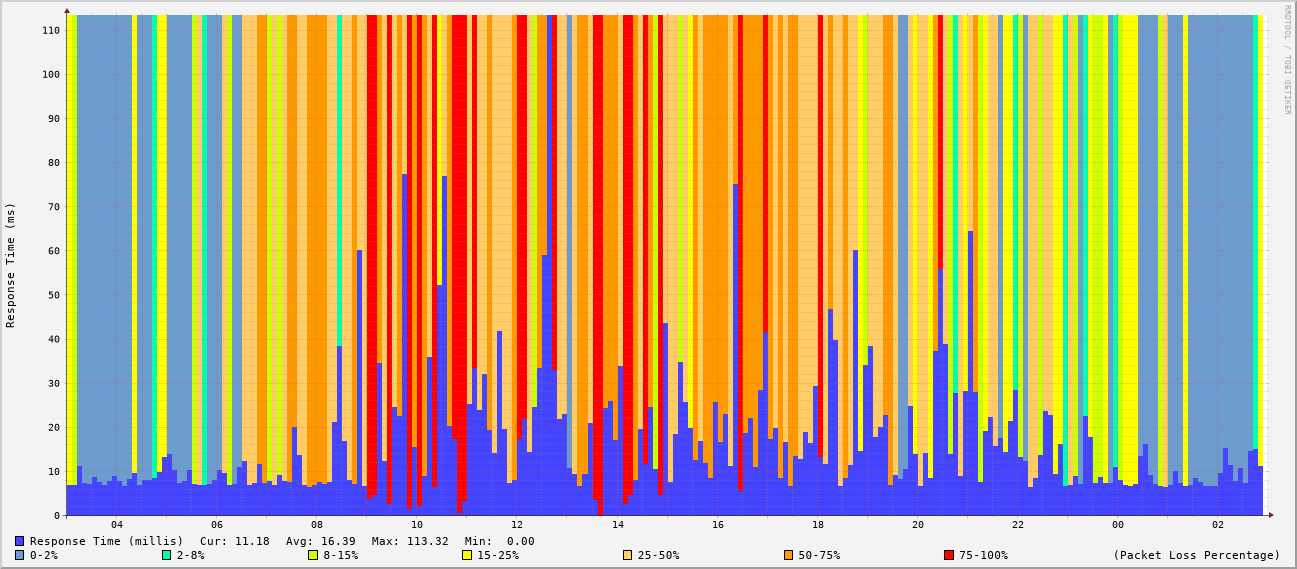 RRDTOOL / TOBI OETIKER
Response Time (ms)
110
100
90
80
70
60
50
40
30
20
10
0
04 06 08 10 12 14 16 18 20 22 00 02
Response Time (millis) Cur: 11.18 Avg: 16.39 Max: 113.32 Min: 0.00
0-2% 2-8% 8-15% 15-25% 25-50% 50-75% 75-100% (Packet Loss Percentage)